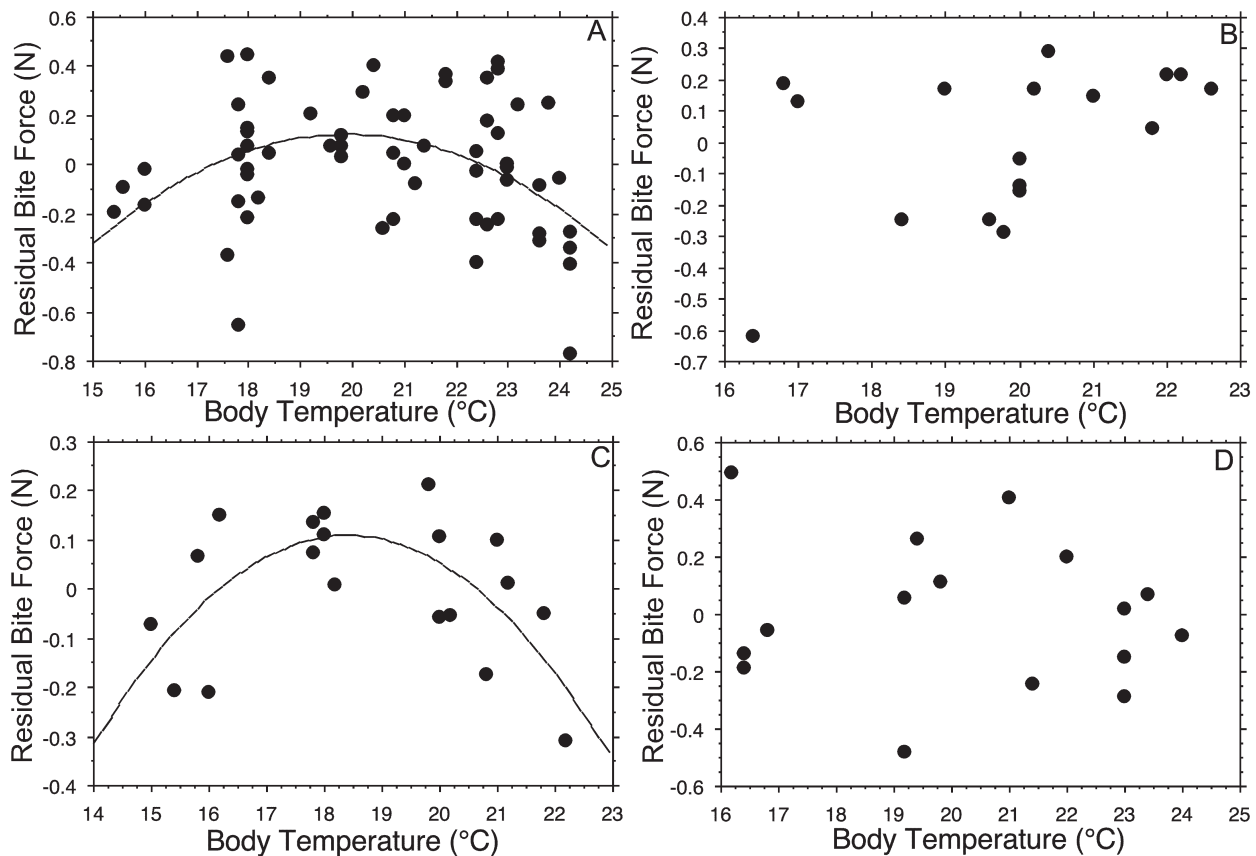 A
Residual Bite Force (N)
0.6
0.4
0.2
0
-0.2
-0.4
-0.6
-0.8
15 16 17 18 19 20 21 22 23 24 25
Body Temperature (°C)
B
Residual Bite Force (N)
0.4
0.3
0.2
0.1
0
-0.1
-0.2
-0.3
-0.4
-0.5
-0.6
-0.7
16 17 18 19 20 21 22 23
Body Temperature (°C)
C
Residual Bite Force (N)
0.3
0.2
0.1
0
-0.1
-0.2
-0.3
-0.4
14 15 16 17 18 19 20 21 22 23
Body Temperature (°C)
D
Residual Bite Force (N)
0.6
0.4
0.2
0
-0.2
-0.4
-0.6
16 17 18 19 20 21 22 23 24 25
Body Temperature (°C)